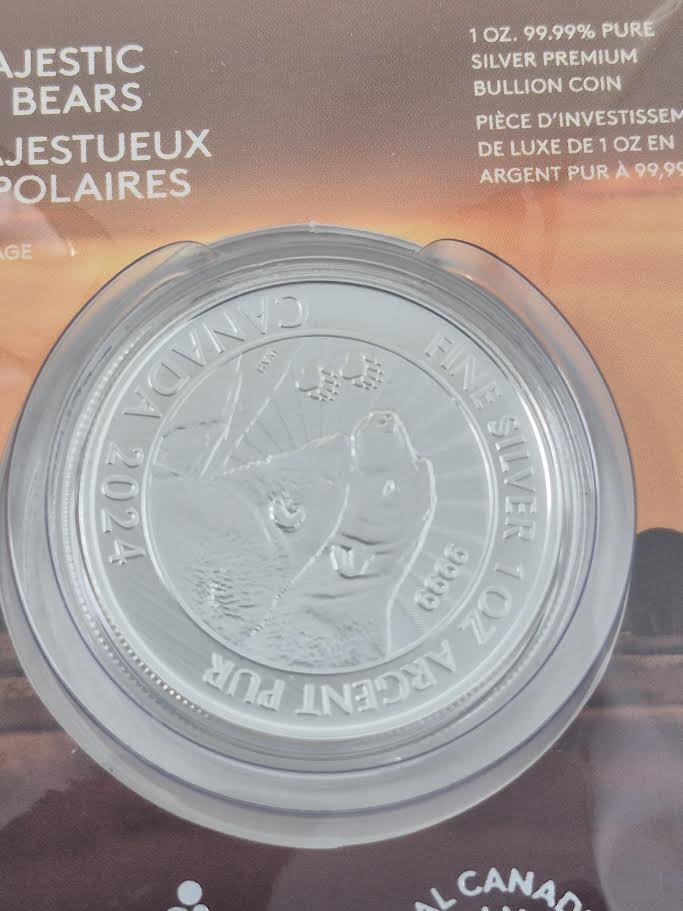 AJESTIC
BEARS
AJESTUEUX
POLAIRES
AGE
1 OZ. 99.99% PURE
SILVER PREMIUM
BULLION COIN
PIÈCE D'INVESTISSEM
DE LUXE DE 1 OZ EN
ARGENT PUR À 99,99
CANADA 2024
FINE SILVER 1 OZ ARGENT PUR
9999
AL CANAD